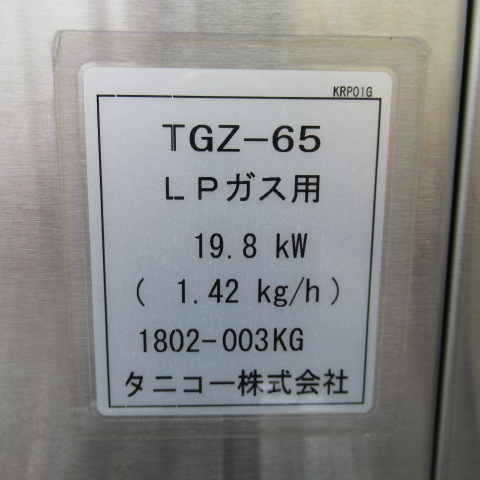 KRP01G
TGZ-65
LPガス用
19.8 kW
( 1.42 kg/h )
1802-003KG
タニコー株式会社